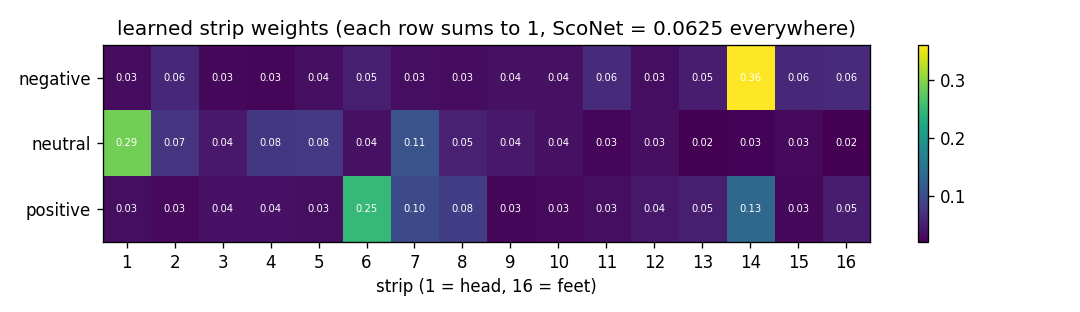 learned strip weights (each row sums to 1, ScoNet = 0.0625 everywhere)
negative 0.03 0.06 0.03 0.03 0.04 0.05 0.03 0.03 0.04 0.04 0.06 0.03 0.05 0.36 0.06 0.06
neutral 0.29 0.07 0.04 0.08 0.08 0.04 0.11 0.05 0.04 0.04 0.03 0.03 0.02 0.03 0.03 0.02
positive 0.03 0.03 0.04 0.04 0.03 0.25 0.10 0.08 0.03 0.03 0.03 0.04 0.05 0.13 0.03 0.05
1 2 3 4 5 6 7 8 9 10 11 12 13 14 15 16
strip (1 = head, 16 = feet)
0.3
0.2
0.1